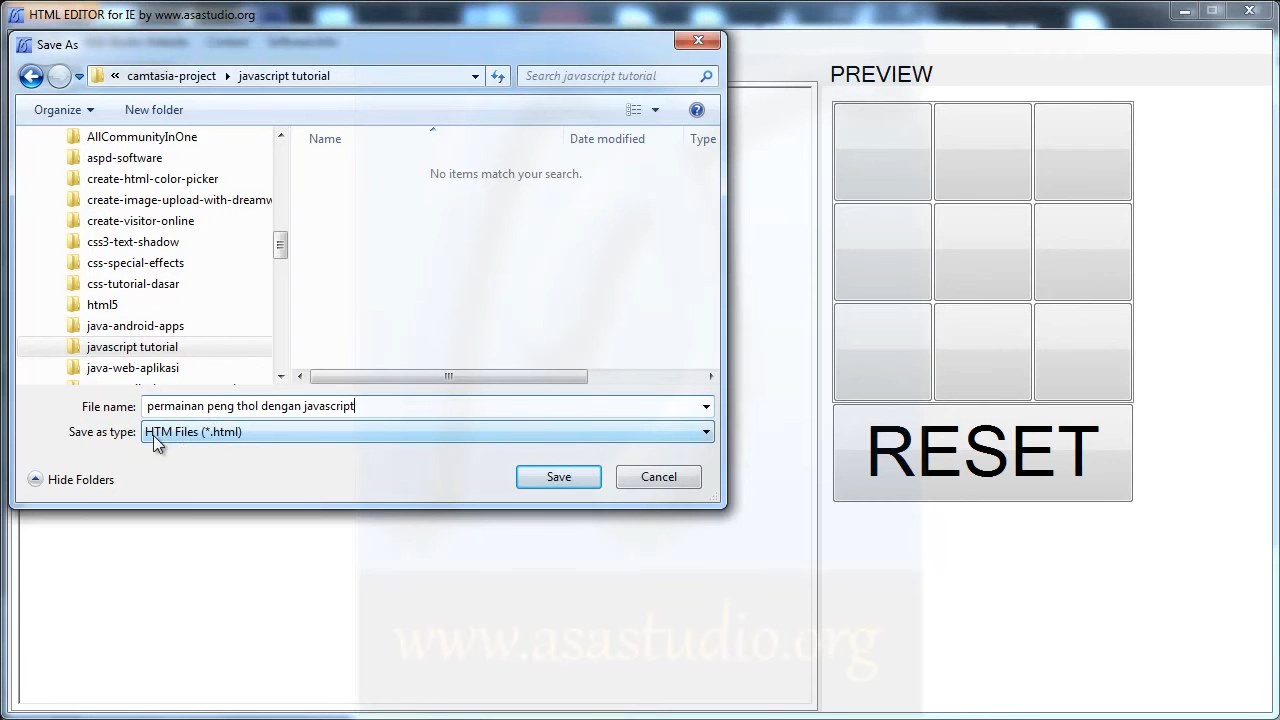 HTML EDITOR for IE by www.asastudio.org
Save As
camtasia-project
javascript tutorial
Search javascript tutorial
Organize
New folder
AllCommunityInOne
aspd-software
create-html-color-picker
create-image-upload-with-dreamw
create-visitor-online
css3-text-shadow
css-special-effects
css-tutorial-dasar
html5
java-android-apps
javascript tutorial
java-web-aplikasi
Name
Date modified
Type
No items match your search.
File name:
permainan peng thol dengan javascript
Save as type:
HTM Files (*.html)
Hide Folders
Save
Cancel
PREVIEW
RESET
www.asastudio.org